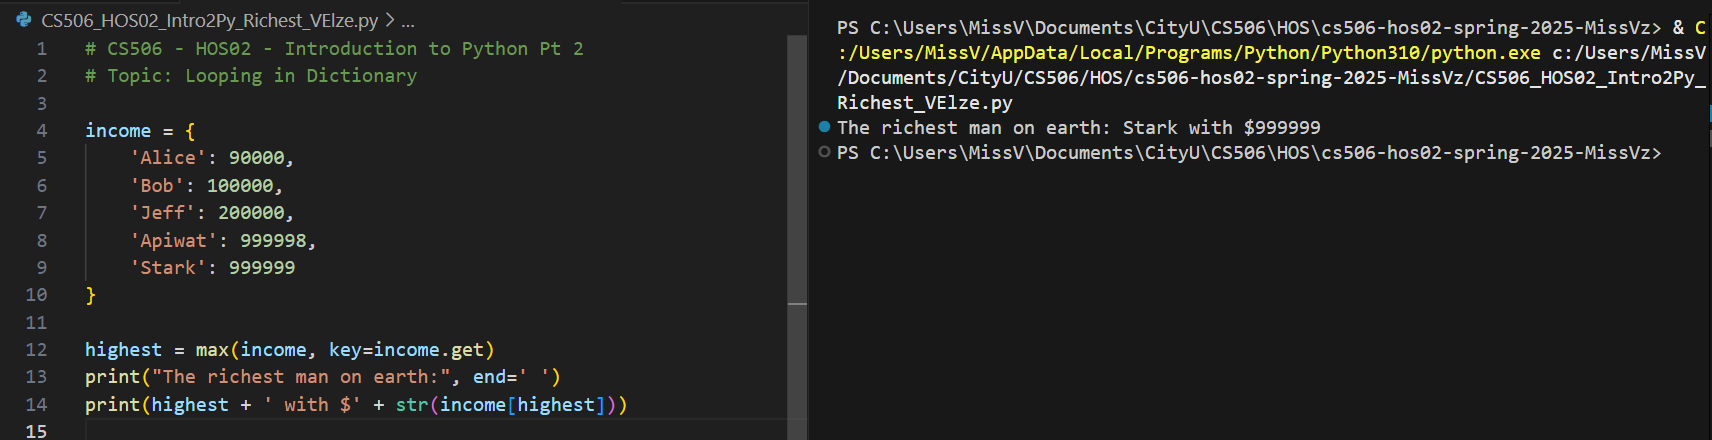 CS506_HOS02_Intro2Py_Richest_VElze.py > ...
1 # CS506 - HOS02 - Introduction to Python Pt 2
2 # Topic: Looping in Dictionary
3
4 income = {
5 'Alice': 90000,
6 'Bob': 100000,
7 'Jeff': 200000,
8 'Apiwat': 999998,
9 'Stark': 999999
10 }
11
12 highest = max(income, key=income.get)
13 print("The richest man on earth:", end=' ')
14 print(highest + ' with $' + str(income[highest]))
15
PS C:\Users\MissV\Documents\CityU\CS506\HOS\cs506-hos02-spring-2025-MissVz> & C
:/Users/MissV/AppData/Local/Programs/Python/Python310/python.exe c:/Users/MissV
/Documents/CityU/CS506/HOS/cs506-hos02-spring-2025-MissVz/CS506_HOS02_Intro2Py_
Richest_VElze.py
The richest man on earth: Stark with $999999
PS C:\Users\MissV\Documents\CityU\CS506\HOS\cs506-hos02-spring-2025-MissVz>